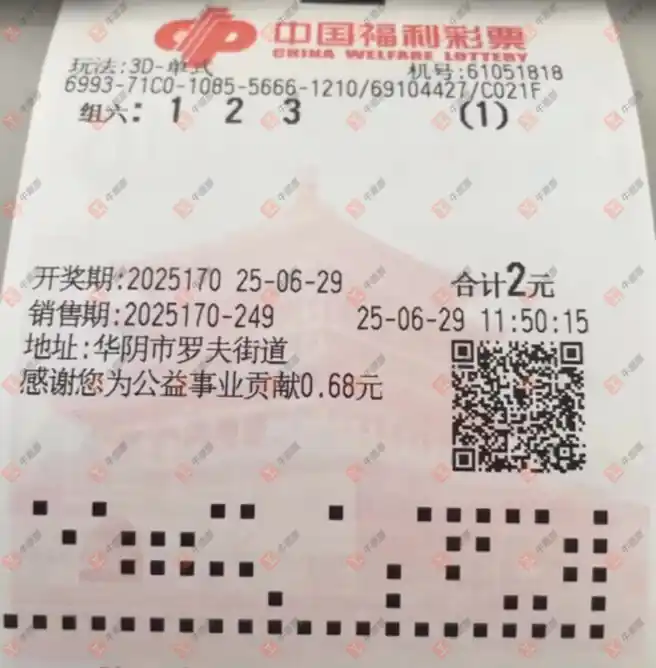 中国福利彩票
CHINA WELFARE LOTTERY
玩法:3D-单式 机号:61051818
6993-71C0-1085-5666-1210/69104427/C021F
组六: 1 2 3 (1)
开奖期:2025170 25-06-29 合计2元
销售期:2025170-249 25-06-29 11:50:15
地址:华阴市罗夫街道
感谢您为公益事业贡献0.68元